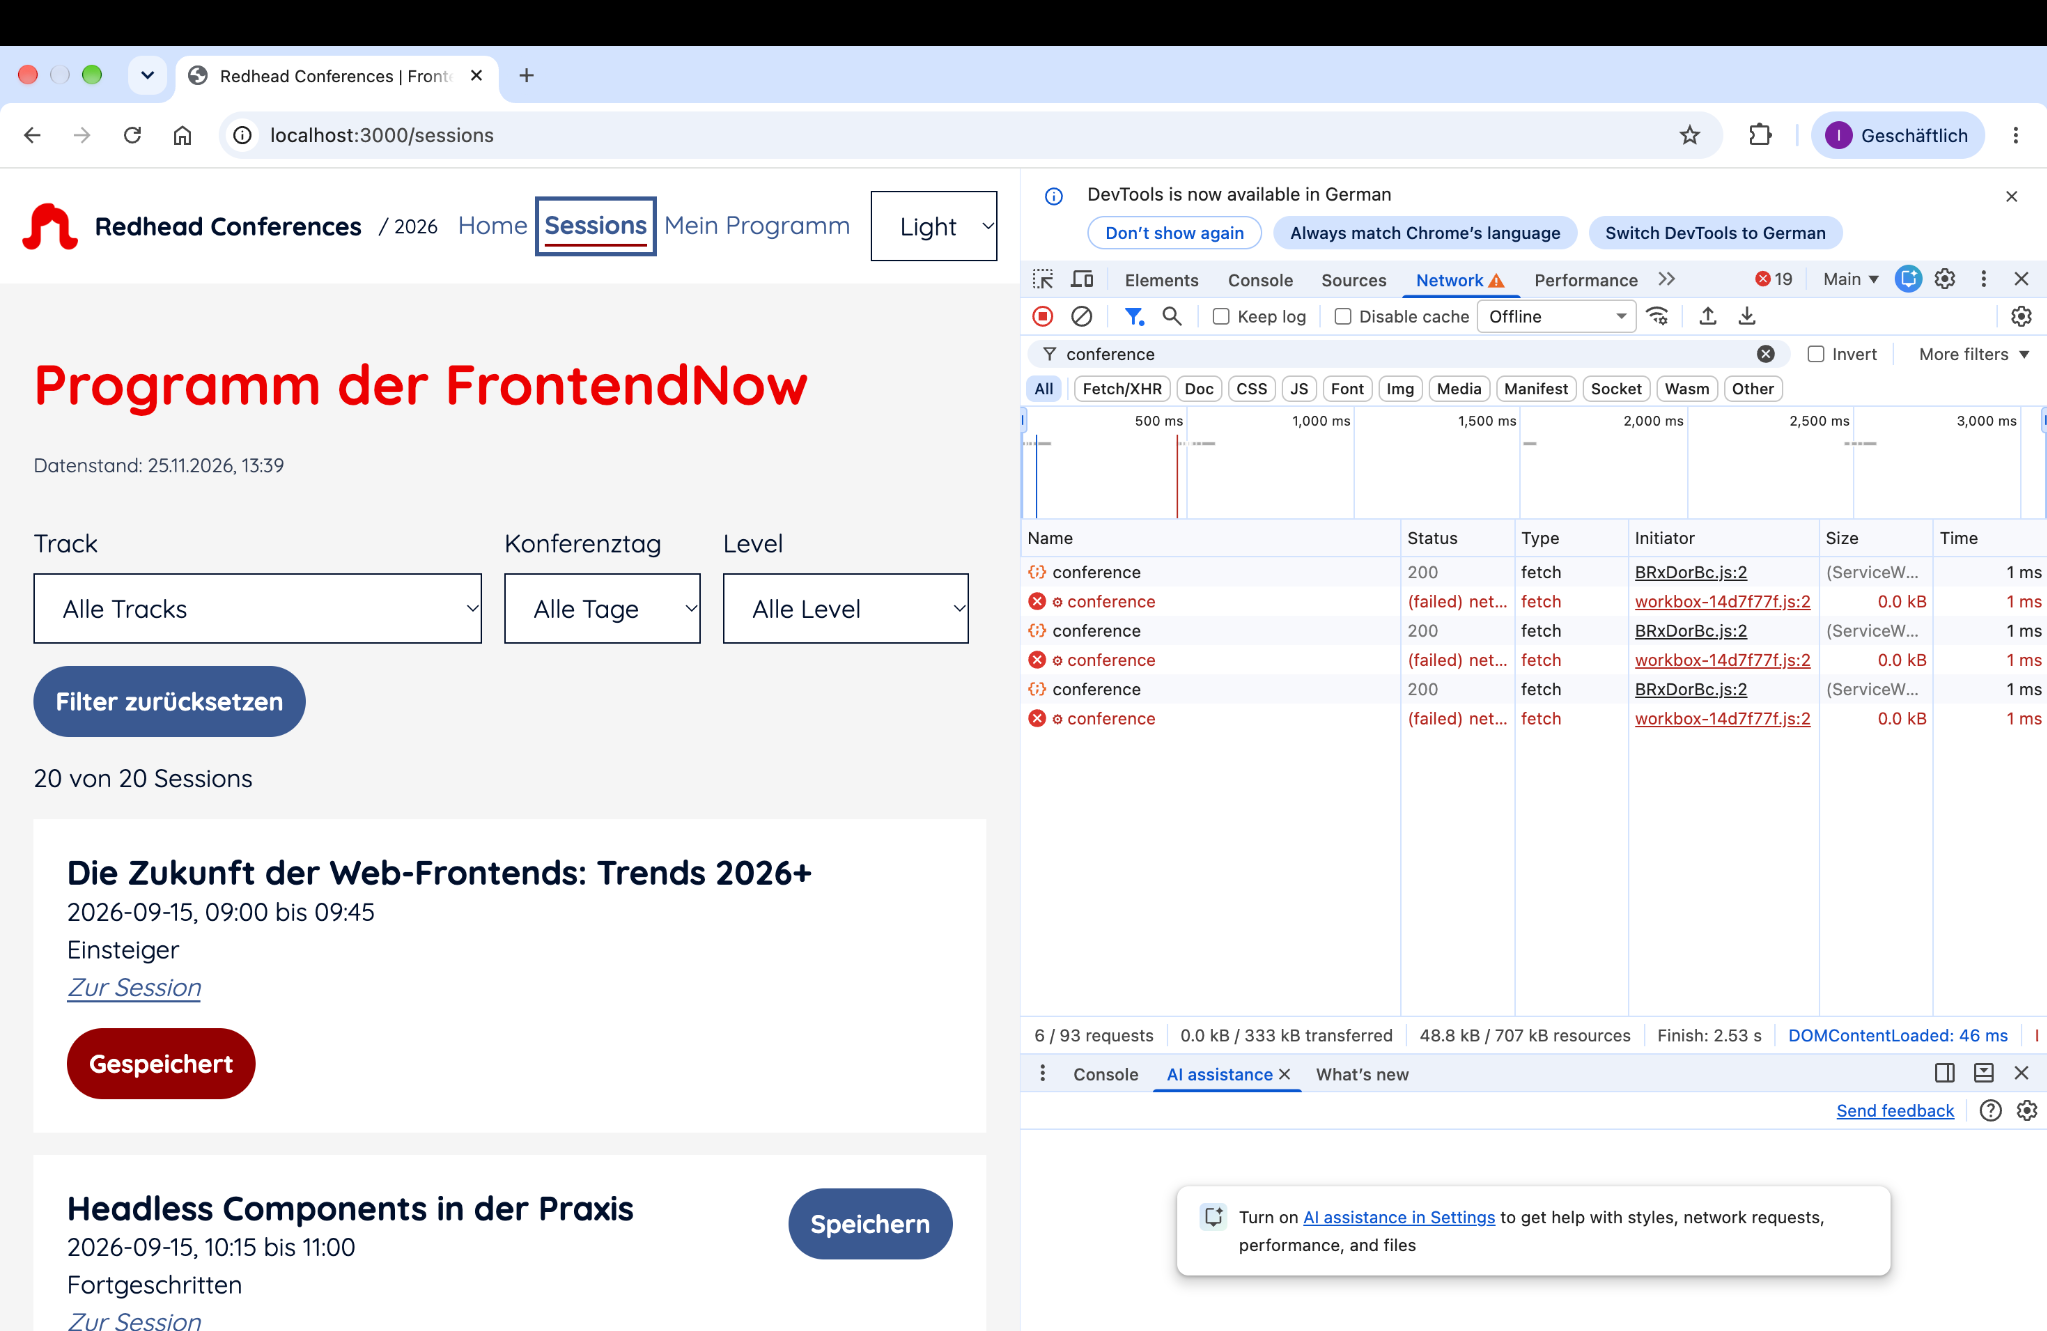 Redhead Conferences | Fronte
localhost:3000/sessions
I Geschäftlich
Redhead Conferences / 2026 Home Sessions Mein Programm Light
Programm der FrontendNow
Datenstand: 25.11.2026, 13:39
Track Konferenztag Level
Alle Tracks Alle Tage Alle Level
Filter zurücksetzen
20 von 20 Sessions
Die Zukunft der Web-Frontends: Trends 2026+
2026-09-15, 09:00 bis 09:45
Einsteiger
Zur Session
Gespeichert
Headless Components in der Praxis
2026-09-15, 10:15 bis 11:00
Fortgeschritten
Zur Session
Speichern
DevTools is now available in German
Don't show again Always match Chrome's language Switch DevTools to German
Elements Console Sources Network Performance 19 Main
Keep log Disable cache Offline
conference Invert More filters
All Fetch/XHR Doc CSS JS Font Img Media Manifest Socket Wasm Other
500 ms 1,000 ms 1,500 ms 2,000 ms 2,500 ms 3,000 ms
Name Status Type Initiator Size Time
conference 200 fetch BRxDorBc.js:2 (ServiceW... 1 ms
conference (failed) net... fetch workbox-14d7f77f.js:2 0.0 kB 1 ms
conference 200 fetch BRxDorBc.js:2 (ServiceW... 1 ms
conference (failed) net... fetch workbox-14d7f77f.js:2 0.0 kB 1 ms
conference 200 fetch BRxDorBc.js:2 (ServiceW... 1 ms
conference (failed) net... fetch workbox-14d7f77f.js:2 0.0 kB 1 ms
6 / 93 requests 0.0 kB / 333 kB transferred 48.8 kB / 707 kB resources Finish: 2.53 s DOMContentLoaded: 46 ms
Console AI assistance What's new
Send feedback
Turn on AI assistance in Settings to get help with styles, network requests,
performance, and files